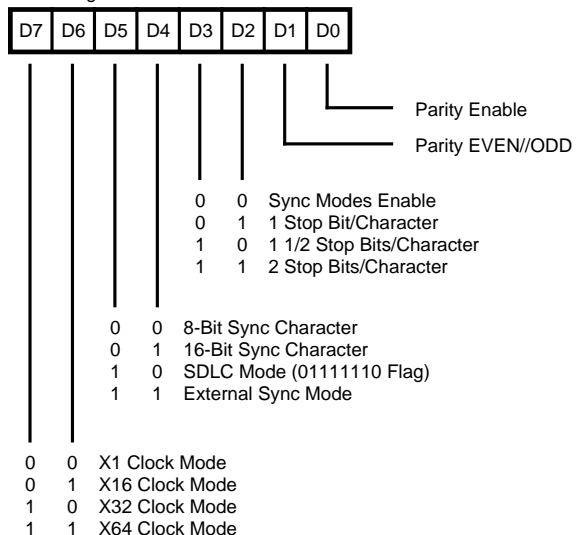 D7 D6 D5 D4 D3 D2 D1 D0
Parity Enable
Parity EVEN//ODD
0 0 Sync Modes Enable
0 1 1 Stop Bit/Character
1 0 1 1/2 Stop Bits/Character
1 1 2 Stop Bits/Character
0 0 8-Bit Sync Character
0 1 16-Bit Sync Character
1 0 SDLC Mode (01111110 Flag)
1 1 External Sync Mode
0 0 X1 Clock Mode
0 1 X16 Clock Mode
1 0 X32 Clock Mode
1 1 X64 Clock Mode